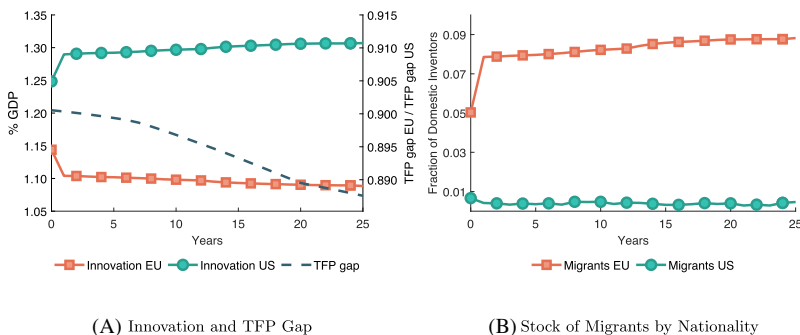 1.35
1.30
1.25
1.20
1.15
1.10
1.05
% GDP
0.915
0.910
0.905
0.900
0.895
0.890
TFP gap EU / TFP gap US
0 5 10 15 20 25
Years
Innovation EU Innovation US TFP gap
(A) Innovation and TFP Gap
0.09
0.07
0.05
0.03
0.01
Fraction of Domestic Inventors
0 5 10 15 20 25
Years
Migrants EU Migrants US
(B) Stock of Migrants by Nationality